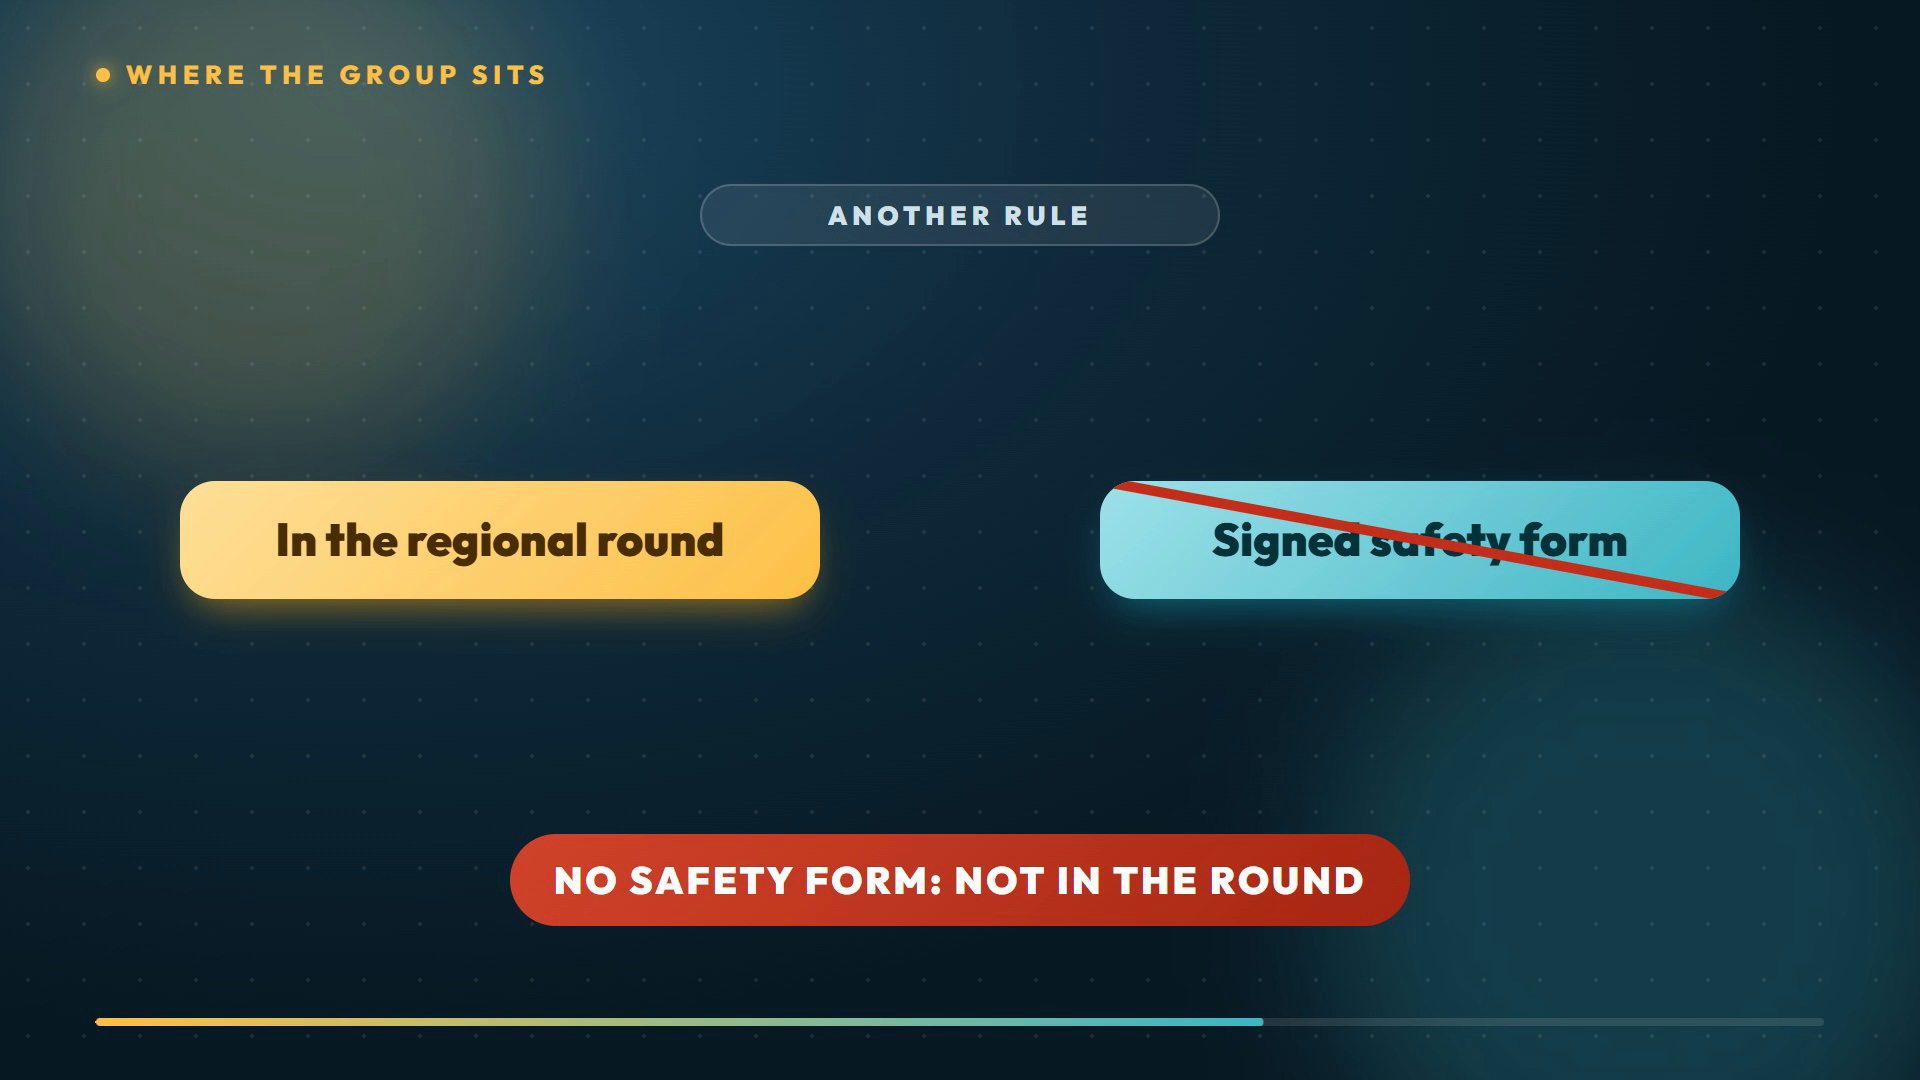 WHERE THE GROUP SITS
ANOTHER RULE
In the regional round
Signed safety form
NO SAFETY FORM: NOT IN THE ROUND